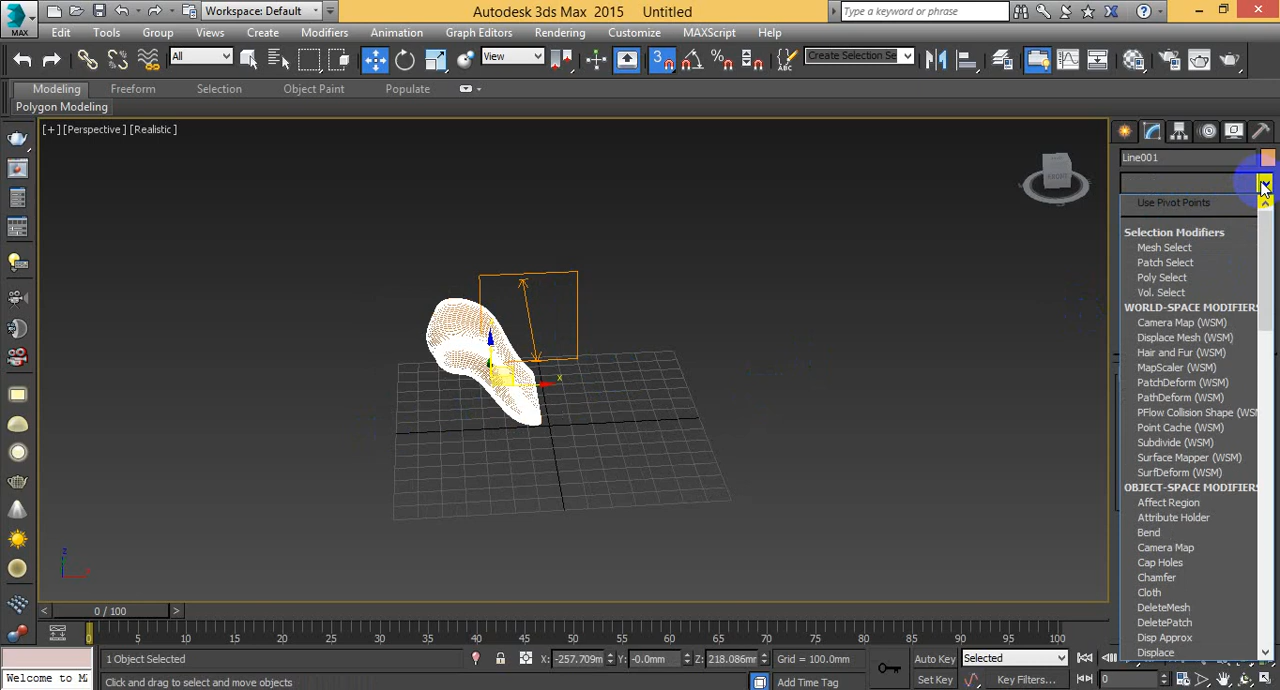 Workspace: Default
Autodesk 3ds Max 2015 Untitled
Type a keyword or phrase
MAX
Edit Tools Group Views Create Modifiers Animation Graph Editors Rendering Customize MAXScript Help
All
View
3
Create Selection Se
Modeling Freeform Selection Object Paint Populate
Polygon Modeling
[+] [Perspective ] [Realistic ]
Line001
Use Pivot Points
Selection Modifiers
Mesh Select
Patch Select
Poly Select
Vol. Select
WORLD-SPACE MODIFIERS
Camera Map (WSM)
Displace Mesh (WSM)
Hair and Fur (WSM)
MapScaler (WSM)
PatchDeform (WSM)
PathDeform (WSM)
PFlow Collision Shape (WSM
Point Cache (WSM)
Subdivide (WSM)
Surface Mapper (WSM)
SurfDeform (WSM)
OBJECT-SPACE MODIFIERS
Affect Region
Attribute Holder
Bend
Camera Map
Cap Holes
Chamfer
Cloth
DeleteMesh
DeletePatch
Disp Approx
Displace
x
z
0 / 100
0 5 10 15 20 25 30 35 40 45 50 55 60 65 70 75 80 85 90 95 100
1 Object Selected
X: -257.709m Y: -0.0mm Z: 218.086mr Grid = 100.0mm
Auto Key Selected
Welcome to M
Click and drag to select and move objects
Add Time Tag
Set Key Key Filters... 0